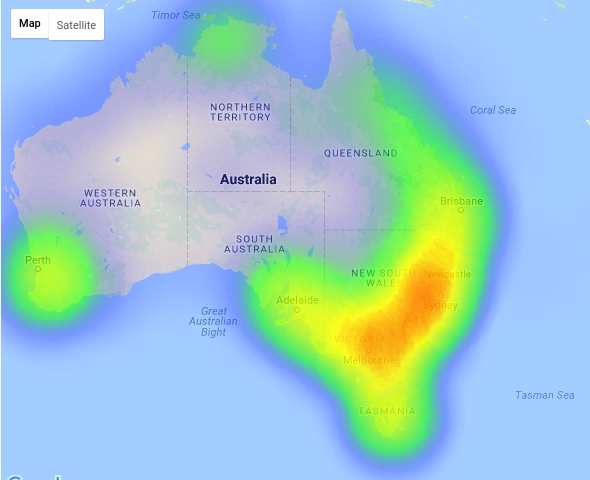 Timor Sea
Map
Satellite
NORTHERN
TERRITORY
Coral Sea
QUEENSLAND
Australia
WESTERN
AUSTRALIA
Brisbane
SOUTH
AUSTRALIA
Perth
NEW SOUTH
WALES
Newcastle
Adelaide
Sydney
Great
Australian
Bight
VICTORIA
Melbourne
Tasman Sea
TASMANIA